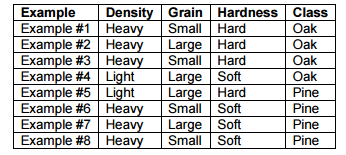 Example Density Grain Hardness Class
Example #1 Heavy Small Hard Oak
Example #2 Heavy Large Hard Oak
Example #3 Heavy Small Hard Oak
Example #4 Light Large Soft Oak
Example #5 Light Large Hard Pine
Example #6 Heavy Small Soft Pine
Example #7 Heavy Large Soft Pine
Example #8 Heavy Small Soft Pine